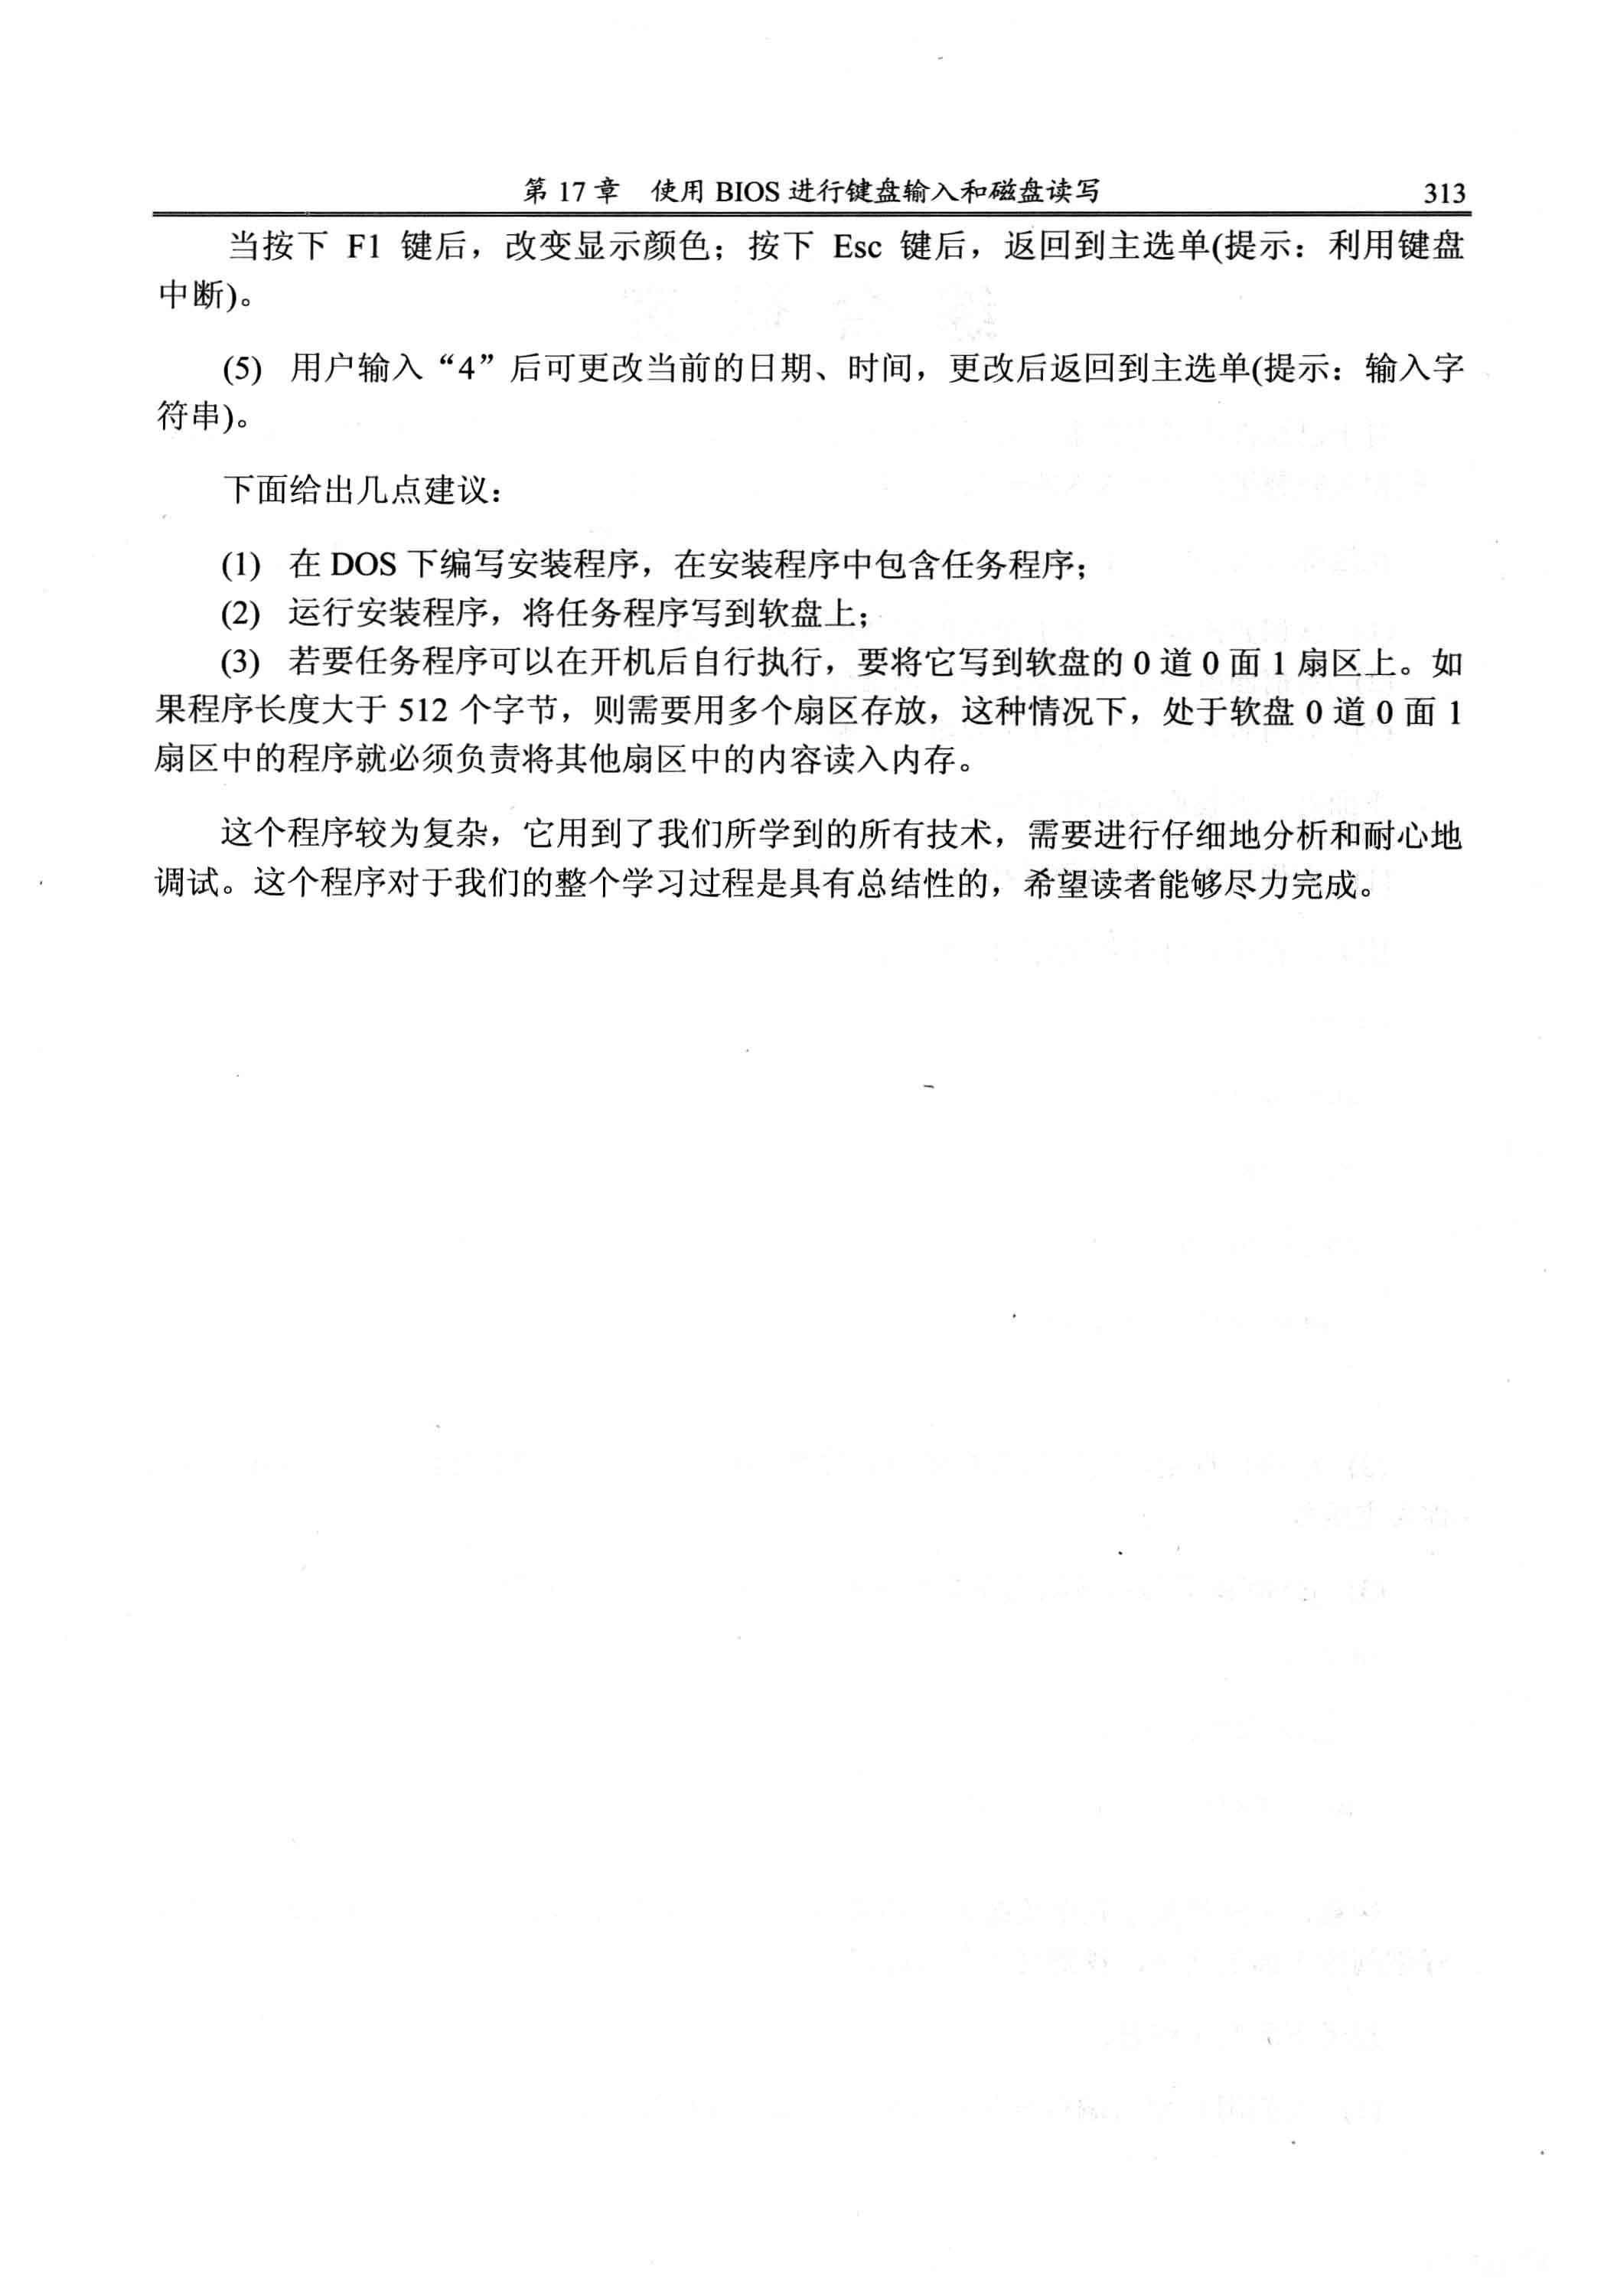 第 17 章 使用 BIOS 进行键盘输入和磁盘读写 313
当按下 F1 键后，改变显示颜色；按下 Esc 键后，返回到主选单(提示：利用键盘
中断)。
(5) 用户输入“4”后可更改当前的日期、时间，更改后返回到主选单(提示：输入字
符串)。
下面给出几点建议：
(1) 在 DOS 下编写安装程序，在安装程序中包含任务程序；
(2) 运行安装程序，将任务程序写到软盘上；
(3) 若要任务程序可以在开机后自行执行，要将它写到软盘的 0 道 0 面 1 扇区上。如
果程序长度大于 512 个字节，则需要用多个扇区存放，这种情况下，处于软盘 0 道 0 面 1
扇区中的程序就必须负责将其他扇区中的内容读入内存。
这个程序较为复杂，它用到了我们所学到的所有技术，需要进行仔细地分析和耐心地
调试。这个程序对于我们的整个学习过程是具有总结性的，希望读者能够尽力完成。